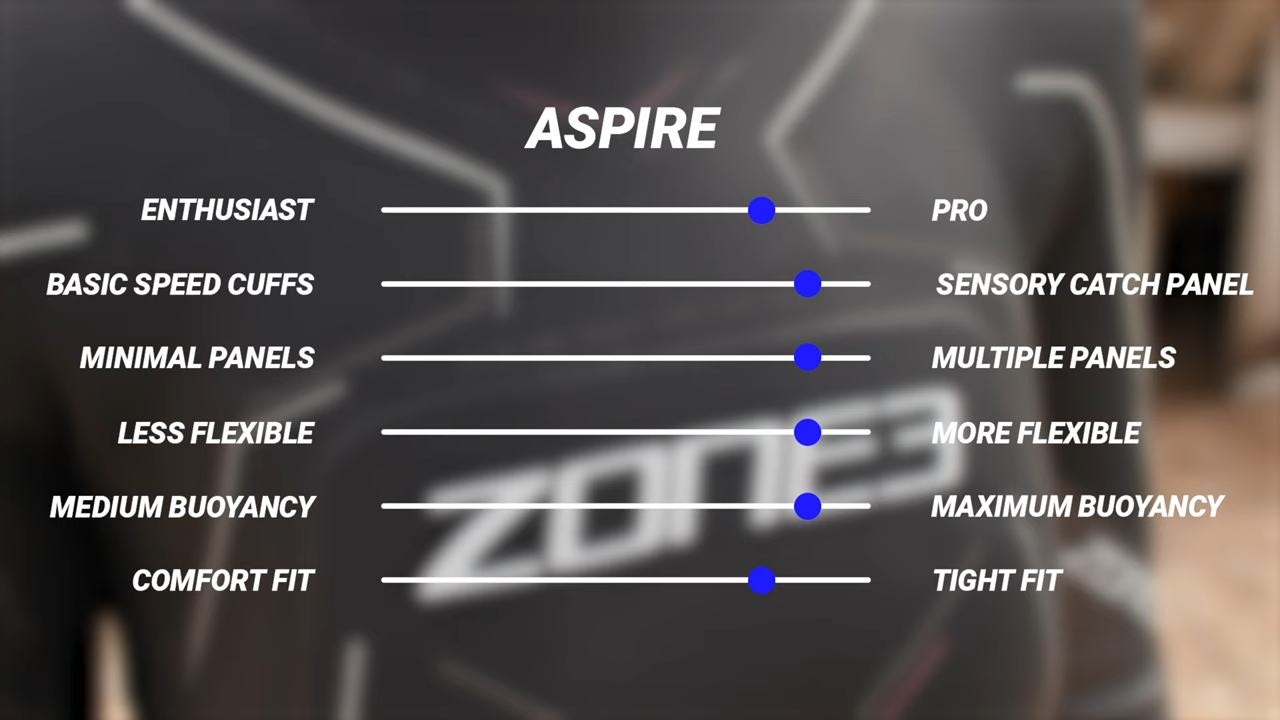 ASPIRE
ENTHUSIAST PRO
BASIC SPEED CUFFS SENSORY CATCH PANEL
MINIMAL PANELS MULTIPLE PANELS
LESS FLEXIBLE MORE FLEXIBLE
MEDIUM BUOYANCY MAXIMUM BUOYANCY
COMFORT FIT TIGHT FIT
ZONE3